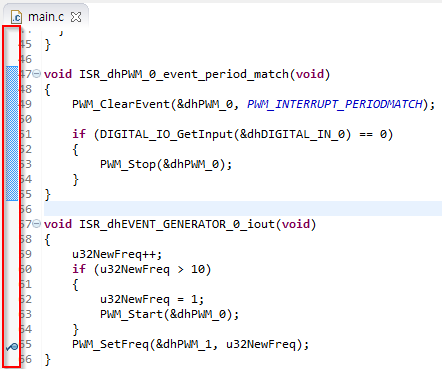 main.c
}
45 }
46
47 void ISR_dhPWM_0_event_period_match(void)
48 {
49 PWM_ClearEvent(&dhPWM_0, PWM_INTERRUPT_PERIODMATCH);
50
51 if (DIGITAL_IO_GetInput(&dhDIGITAL_IN_0) == 0)
52 {
53 PWM_Stop(&dhPWM_0);
54 }
55 }
56
57 void ISR_dhEVENT_GENERATOR_0_iout(void)
58 {
59 u32NewFreq++;
60 if (u32NewFreq > 10)
61 {
62 u32NewFreq = 1;
63 PWM_Start(&dhPWM_0);
64 }
65 PWM_SetFreq(&dhPWM_1, u32NewFreq);
66 }